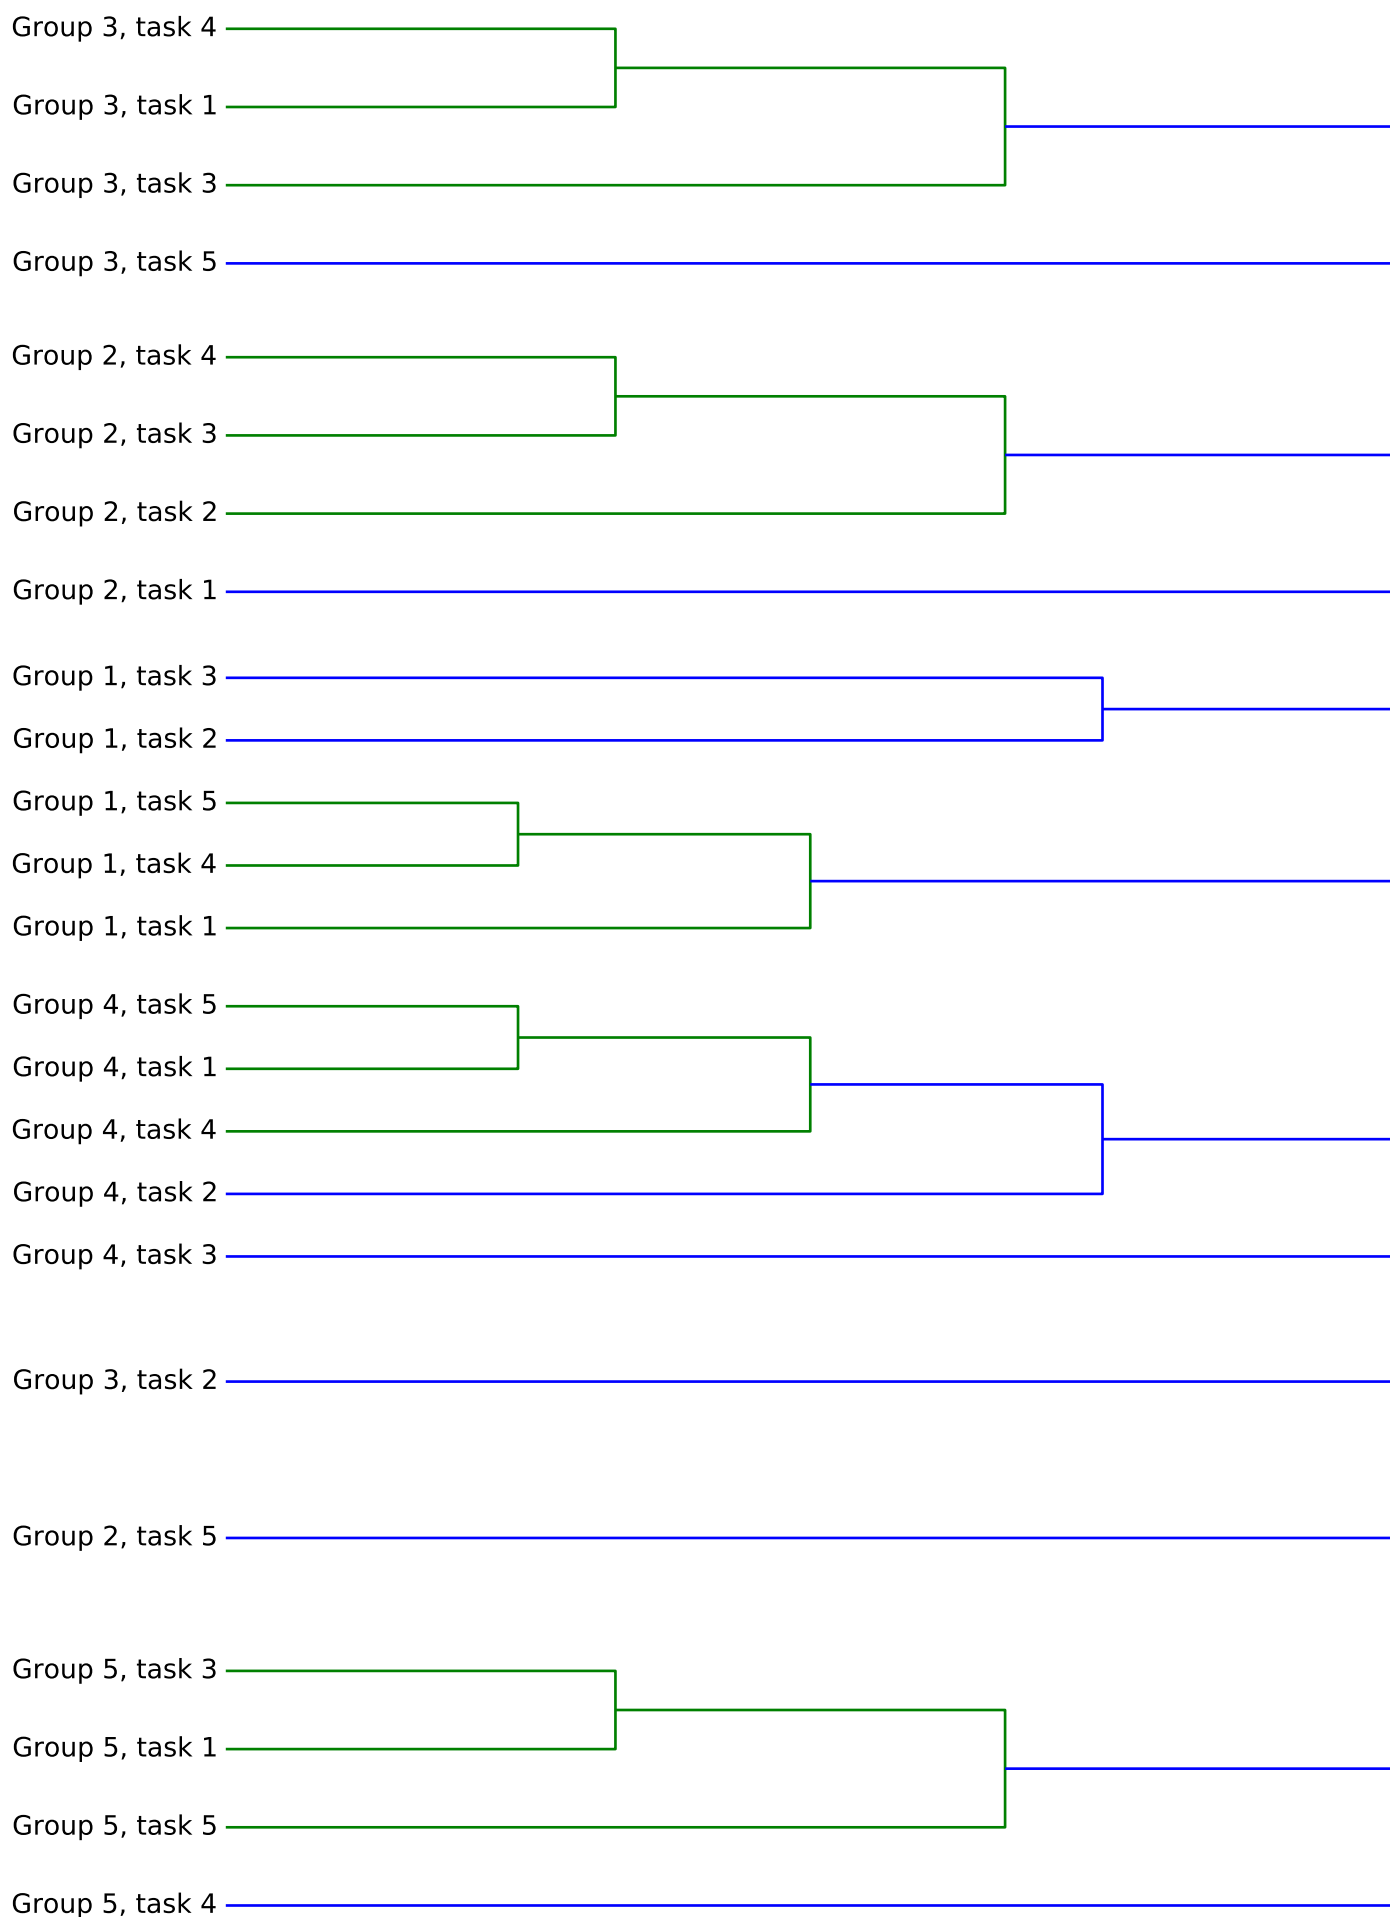 Group 3, task 4
Group 3, task 1
Group 3, task 3
Group 3, task 5
Group 2, task 4
Group 2, task 3
Group 2, task 2
Group 2, task 1
Group 1, task 3
Group 1, task 2
Group 1, task 5
Group 1, task 4
Group 1, task 1
Group 4, task 5
Group 4, task 1
Group 4, task 4
Group 4, task 2
Group 4, task 3
Group 3, task 2
Group 2, task 5
Group 5, task 3
Group 5, task 1
Group 5, task 5
Group 5, task 4